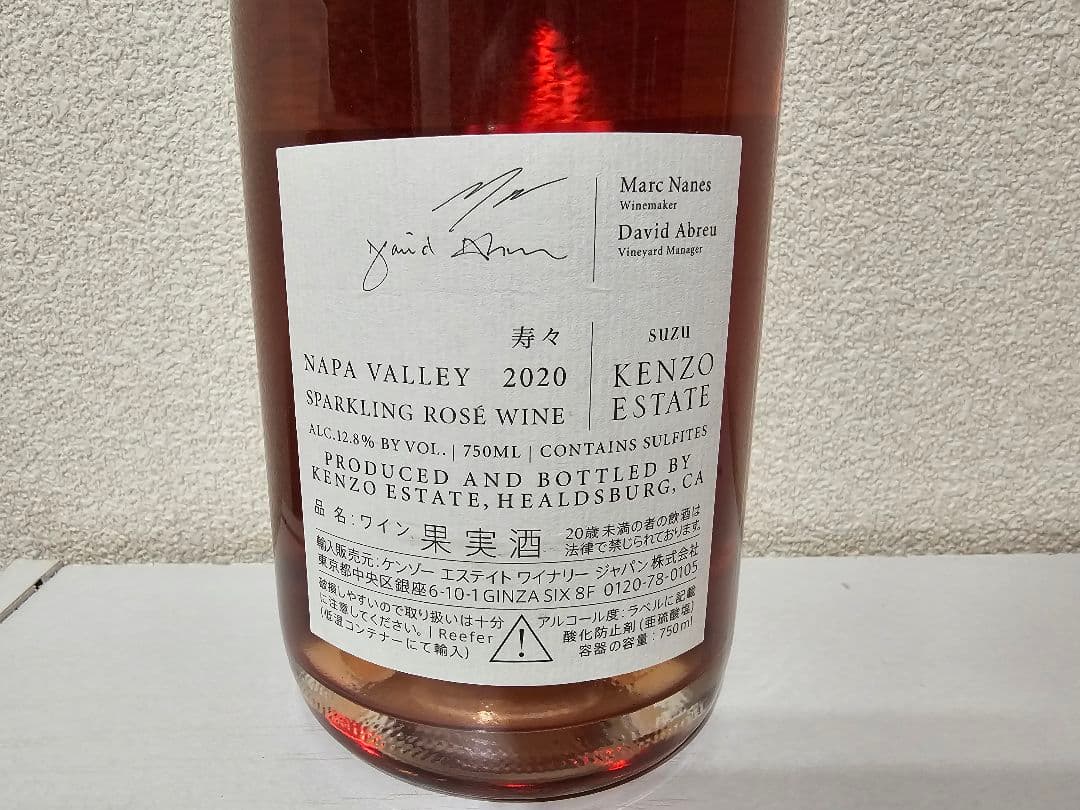 Marc Nanes
Winemaker
David Abreu
David Abreu
Vineyard Manager
寿々
suzu
NAPA VALLEY 2020
KENZO
SPARKLING ROSÉ WINE
ESTATE
ALC.12.8% BY VOL. | 750ML | CONTAINS SULFITES
PRODUCED AND BOTTLED BY
KENZO ESTATE, HEALDSBURG, CA
品 名:ワイン 果実酒
20歳未満の者の飲酒は
法律で禁じられております。
輸入販売元:ケンゾー エステイト ワイナリー ジャパン 株式会社
東京都中央区銀座6-10-1 GINZA SIX 8F 0120-78-0105
破損しやすいので取り扱いは十分
に注意してください。| Reefer
(低温コンテナーにて輸入)
アルコール度:ラベルに記載
酸化防止剤(亜硫酸塩)
容器の容量:750ml